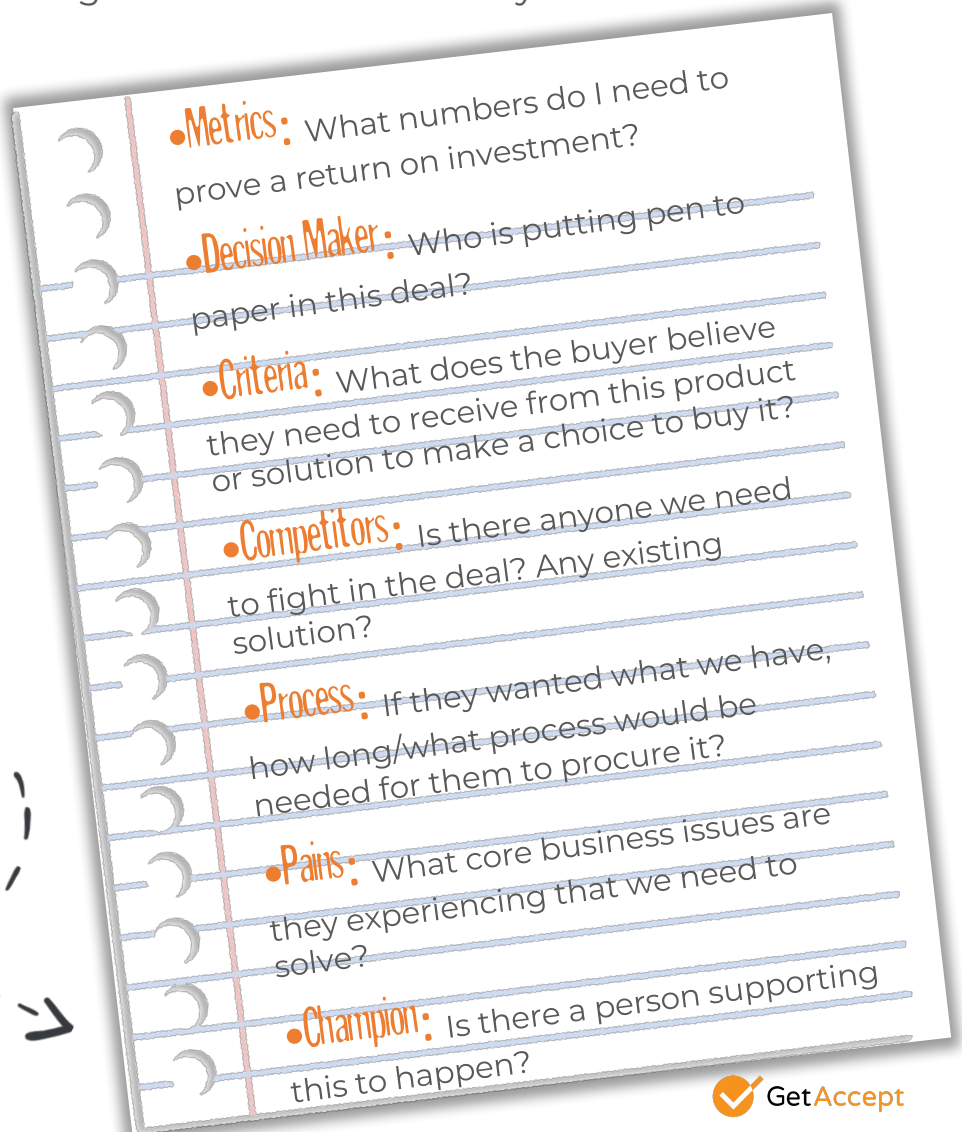 •Metrics: What numbers do I need to
prove a return on investment?
•Decision Maker: Who is putting pen to
paper in this deal?
•Criteria: What does the buyer believe
they need to receive from this product
or solution to make a choice to buy it?
•Competitors: Is there anyone we need
to fight in the deal? Any existing
solution?
•Process: If they wanted what we have,
how long/what process would be
needed for them to procure it?
•Pains: What core business issues are
they experiencing that we need to
solve?
•Champion: Is there a person supporting
this to happen?
GetAccept